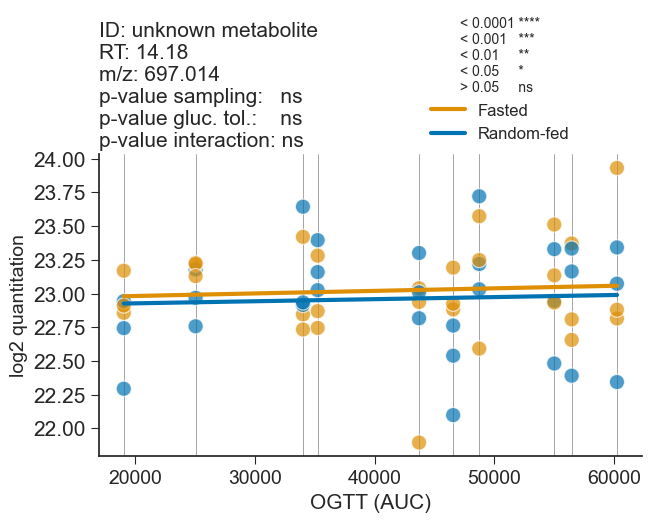 ID: unknown metabolite
RT: 14.18
m/z: 697.014
p-value sampling: ns
p-value gluc. tol.: ns
p-value interaction: ns
< 0.0001 ****
< 0.001 ***
< 0.01 **
< 0.05 *
> 0.05 ns
Fasted
Random-fed
24.00
23.75
23.50
23.25
23.00
22.75
22.50
22.25
22.00
log2 quantitation
20000 30000 40000 50000 60000
OGTT (AUC)